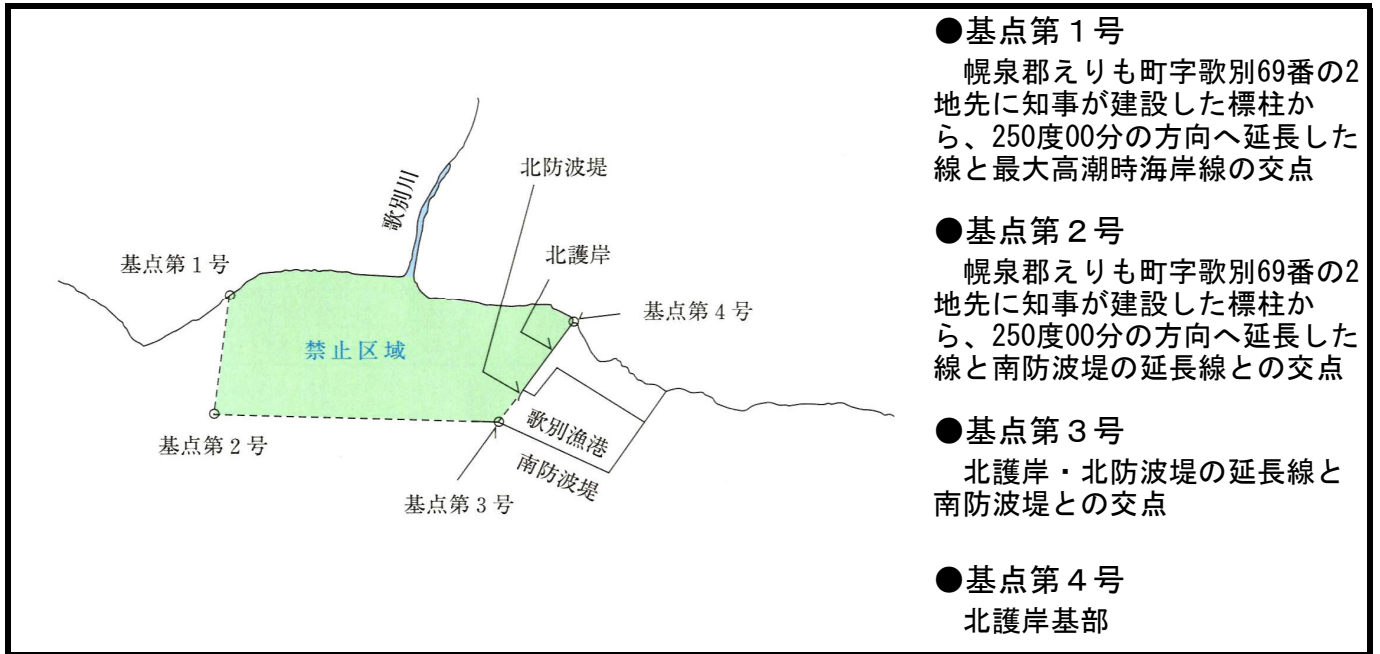 北防波堤
歌別川
北護岸
基点第１号
基点第４号
禁止区域
基点第２号
歌別漁港
南防波堤
基点第３号
●基点第１号
　幌泉郡えりも町字歌別69番の2
地先に知事が建設した標柱か
ら、250度00分の方向へ延長した
線と最大高潮時海岸線の交点
●基点第２号
　幌泉郡えりも町字歌別69番の2
地先に知事が建設した標柱か
ら、250度00分の方向へ延長した
線と南防波堤の延長線との交点
●基点第３号
　北護岸・北防波堤の延長線と
南防波堤との交点
●基点第４号
　北護岸基部